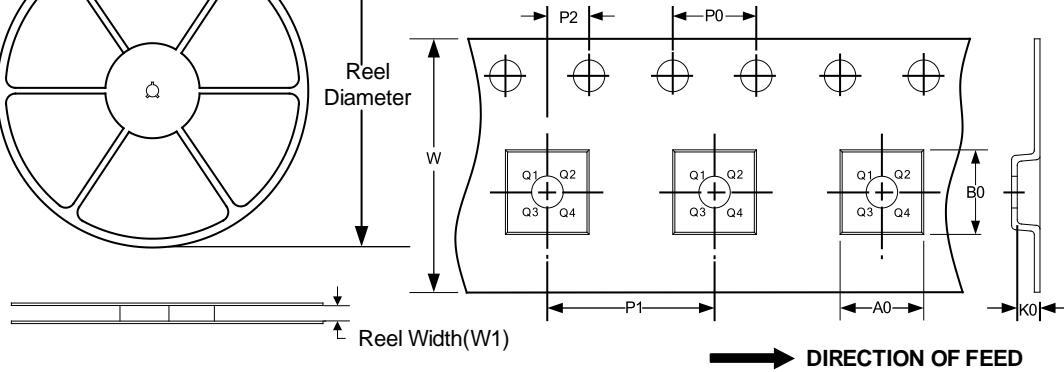 P2
P0
Reel
Diameter
W
Q1 Q2
Q3 Q4
Q1 Q2
Q3 Q4
Q1 Q2
Q3 Q4
B0
P1
A0
K0
Reel Width(W1)
DIRECTION OF FEED